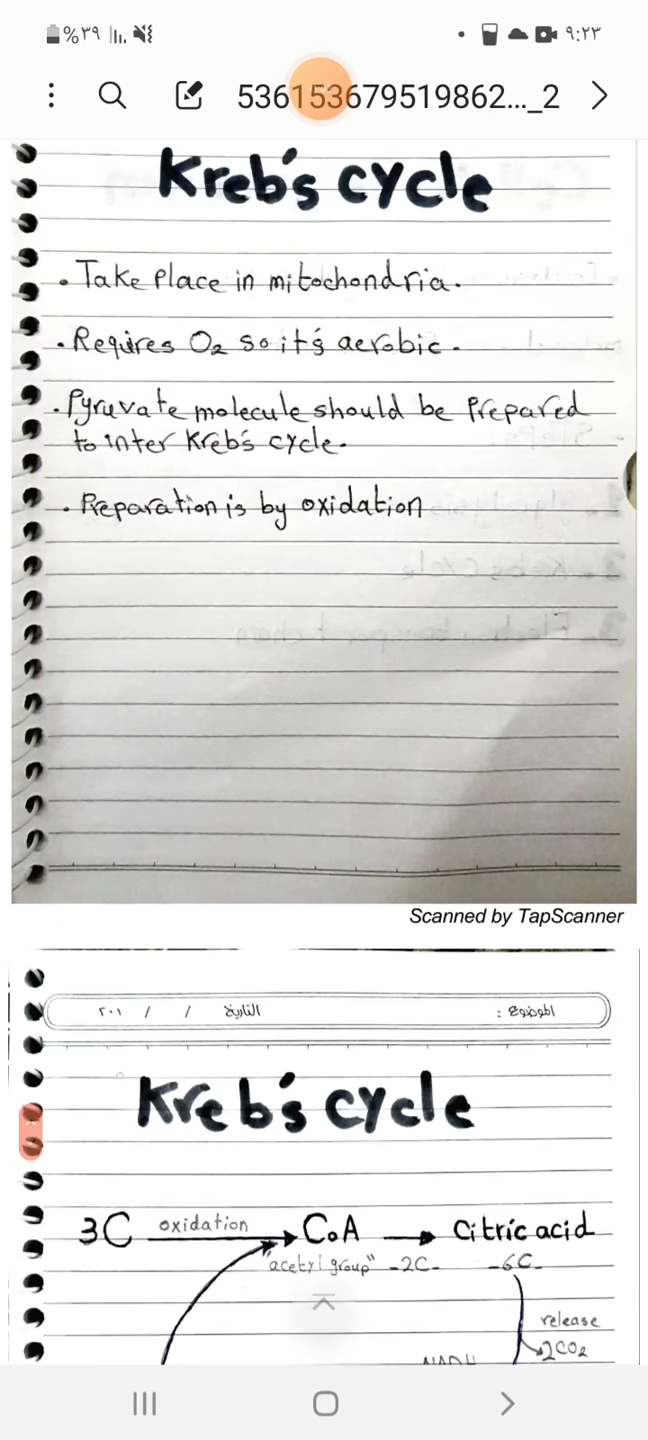 %٣٩
٩:٢٣
536153679519862..._2
Kreb's cycle
. Take Place in mitochondria.
. Requires O2 so it's aerobic.
. Pyruvate molecule should be Prepared
to inter Kreb's cycle.
. Preparation is by oxidation
Scanned by TapScanner
الموضوع : التاريخ / / ٢٠١
Kreb's cycle
3C oxidation CoA Citric acid
"acetyl group" -2C- -6C-
release
2CO2